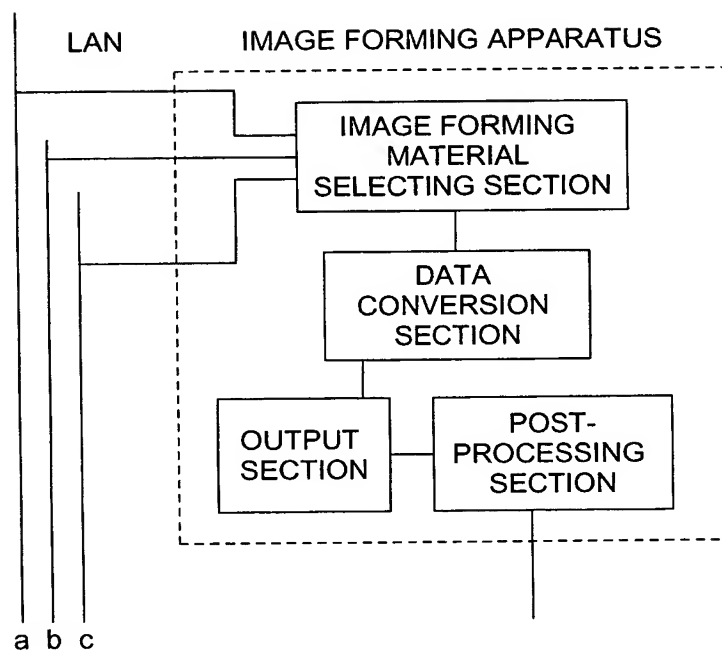 LAN
IMAGE FORMING APPARATUS
IMAGE FORMING
MATERIAL
SELECTING SECTION
DATA
CONVERSION
SECTION
OUTPUT
SECTION
POST-
PROCESSING
SECTION
a b c